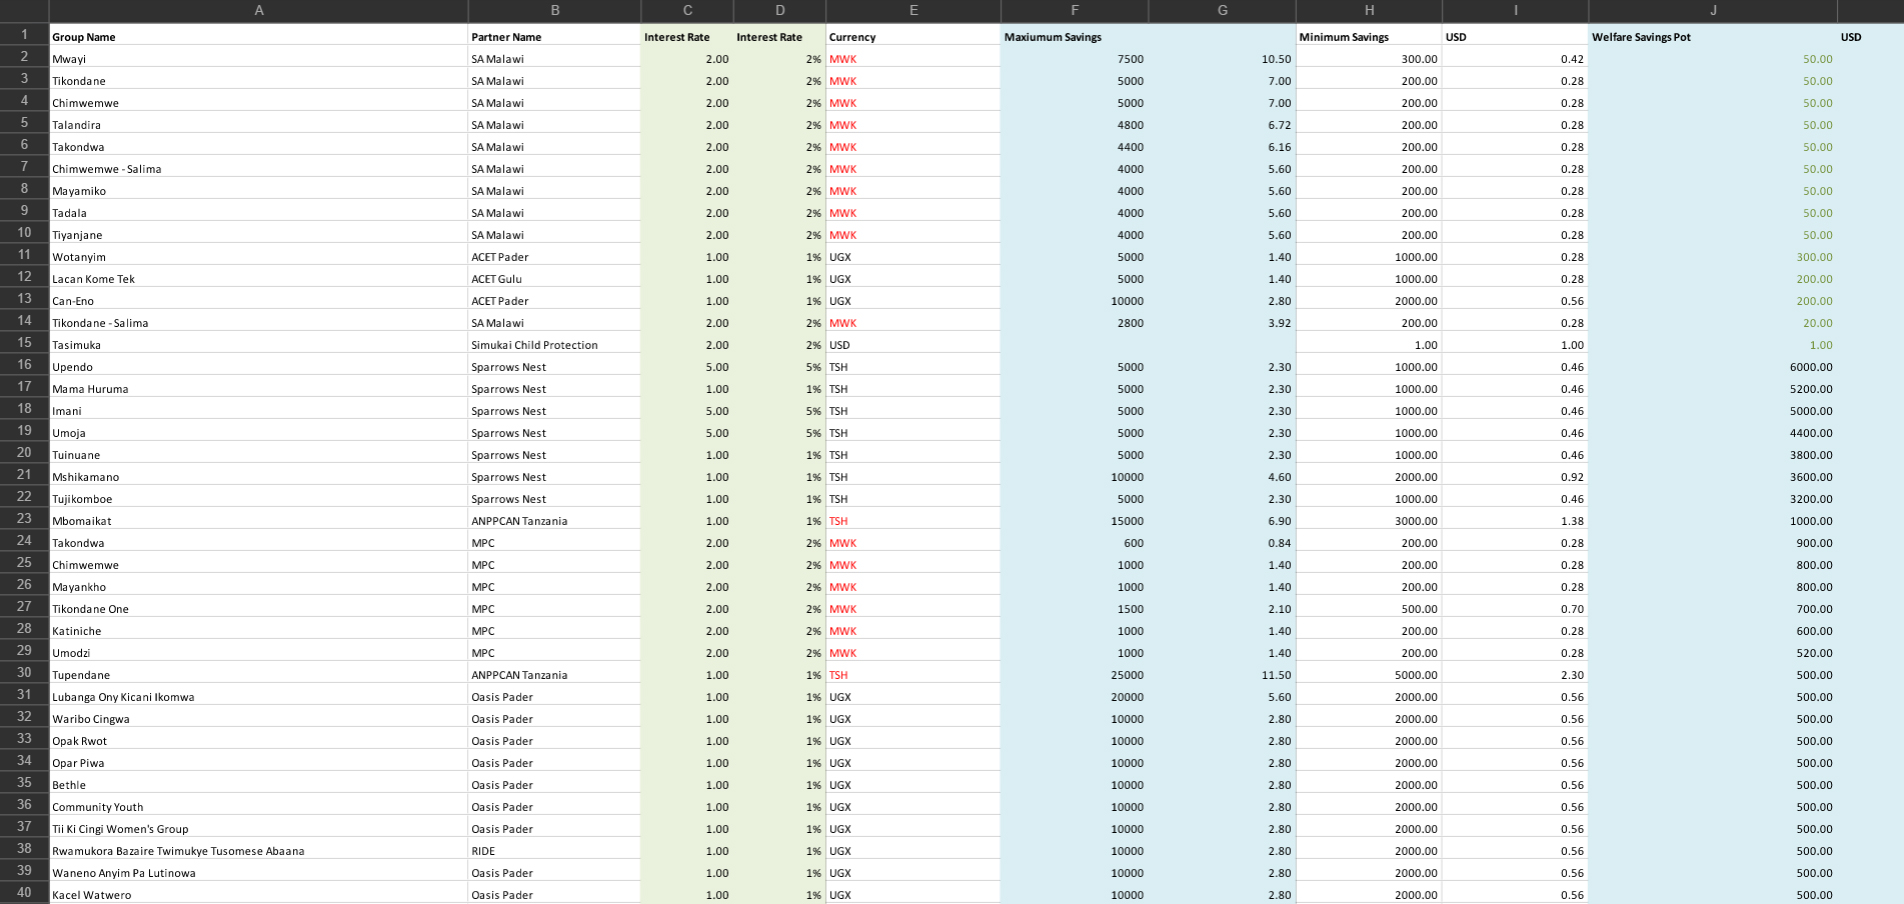 A B C D E F G H I J
1 Group Name Partner Name Interest Rate Interest Rate Currency Maxiumum Savings Minimum Savings USD Welfare Savings Pot USD
2 Mwayi SA Malawi 2.00 2% MWK 7500 10.50 300.00 0.42 50.00
3 Tikondane SA Malawi 2.00 2% MWK 5000 7.00 200.00 0.28 50.00
4 Chimwemwe SA Malawi 2.00 2% MWK 5000 7.00 200.00 0.28 50.00
5 Talandira SA Malawi 2.00 2% MWK 4800 6.72 200.00 0.28 50.00
6 Takondwa SA Malawi 2.00 2% MWK 4400 6.16 200.00 0.28 50.00
7 Chimwemwe - Salima SA Malawi 2.00 2% MWK 4000 5.60 200.00 0.28 50.00
8 Mayamiko SA Malawi 2.00 2% MWK 4000 5.60 200.00 0.28 50.00
9 Tadala SA Malawi 2.00 2% MWK 4000 5.60 200.00 0.28 50.00
10 Tiyanjane SA Malawi 2.00 2% MWK 4000 5.60 200.00 0.28 50.00
11 Wotanyim ACET Pader 1.00 1% UGX 5000 1.40 1000.00 0.28 300.00
12 Lacan Kome Tek ACET Gulu 1.00 1% UGX 5000 1.40 1000.00 0.28 200.00
13 Can-Eno ACET Pader 1.00 1% UGX 10000 2.80 2000.00 0.56 200.00
14 Tikondane - Salima SA Malawi 2.00 2% MWK 2800 3.92 200.00 0.28 20.00
15 Tasimuka Simukai Child Protection 2.00 2% USD 1.00 1.00 1.00
16 Upendo Sparrows Nest 5.00 5% TSH 5000 2.30 1000.00 0.46 6000.00
17 Mama Huruma Sparrows Nest 1.00 1% TSH 5000 2.30 1000.00 0.46 5200.00
18 Imani Sparrows Nest 5.00 5% TSH 5000 2.30 1000.00 0.46 5000.00
19 Umoja Sparrows Nest 5.00 5% TSH 5000 2.30 1000.00 0.46 4400.00
20 Tuinuane Sparrows Nest 1.00 1% TSH 5000 2.30 1000.00 0.46 3800.00
21 Mshikamano Sparrows Nest 1.00 1% TSH 10000 4.60 2000.00 0.92 3600.00
22 Tujikomboe Sparrows Nest 1.00 1% TSH 5000 2.30 1000.00 0.46 3200.00
23 Mbomaikat ANPPCAN Tanzania 1.00 1% TSH 15000 6.90 3000.00 1.38 1000.00
24 Takondwa MPC 2.00 2% MWK 600 0.84 200.00 0.28 900.00
25 Chimwemwe MPC 2.00 2% MWK 1000 1.40 200.00 0.28 800.00
26 Mayankho MPC 2.00 2% MWK 1000 1.40 200.00 0.28 800.00
27 Tikondane One MPC 2.00 2% MWK 1500 2.10 500.00 0.70 700.00
28 Katiniche MPC 2.00 2% MWK 1000 1.40 200.00 0.28 600.00
29 Umodzi MPC 2.00 2% MWK 1000 1.40 200.00 0.28 520.00
30 Tupendane ANPPCAN Tanzania 1.00 1% TSH 25000 11.50 5000.00 2.30 500.00
31 Lubanga Ony Kicani Ikomwa Oasis Pader 1.00 1% UGX 20000 5.60 2000.00 0.56 500.00
32 Waribo Cingwa Oasis Pader 1.00 1% UGX 10000 2.80 2000.00 0.56 500.00
33 Opak Rwot Oasis Pader 1.00 1% UGX 10000 2.80 2000.00 0.56 500.00
34 Opar Piwa Oasis Pader 1.00 1% UGX 10000 2.80 2000.00 0.56 500.00
35 Bethle Oasis Pader 1.00 1% UGX 10000 2.80 2000.00 0.56 500.00
36 Community Youth Oasis Pader 1.00 1% UGX 10000 2.80 2000.00 0.56 500.00
37 Tii Ki Cingi Women's Group Oasis Pader 1.00 1% UGX 10000 2.80 2000.00 0.56 500.00
38 Rwamukora Bazaire Twimukye Tusomese Abaana RIDE 1.00 1% UGX 10000 2.80 2000.00 0.56 500.00
39 Waneno Anyim Pa Lutinowa Oasis Pader 1.00 1% UGX 10000 2.80 2000.00 0.56 500.00
40 Kacel Watwero Oasis Pader 1.00 1% UGX 10000 2.80 2000.00 0.56 500.00